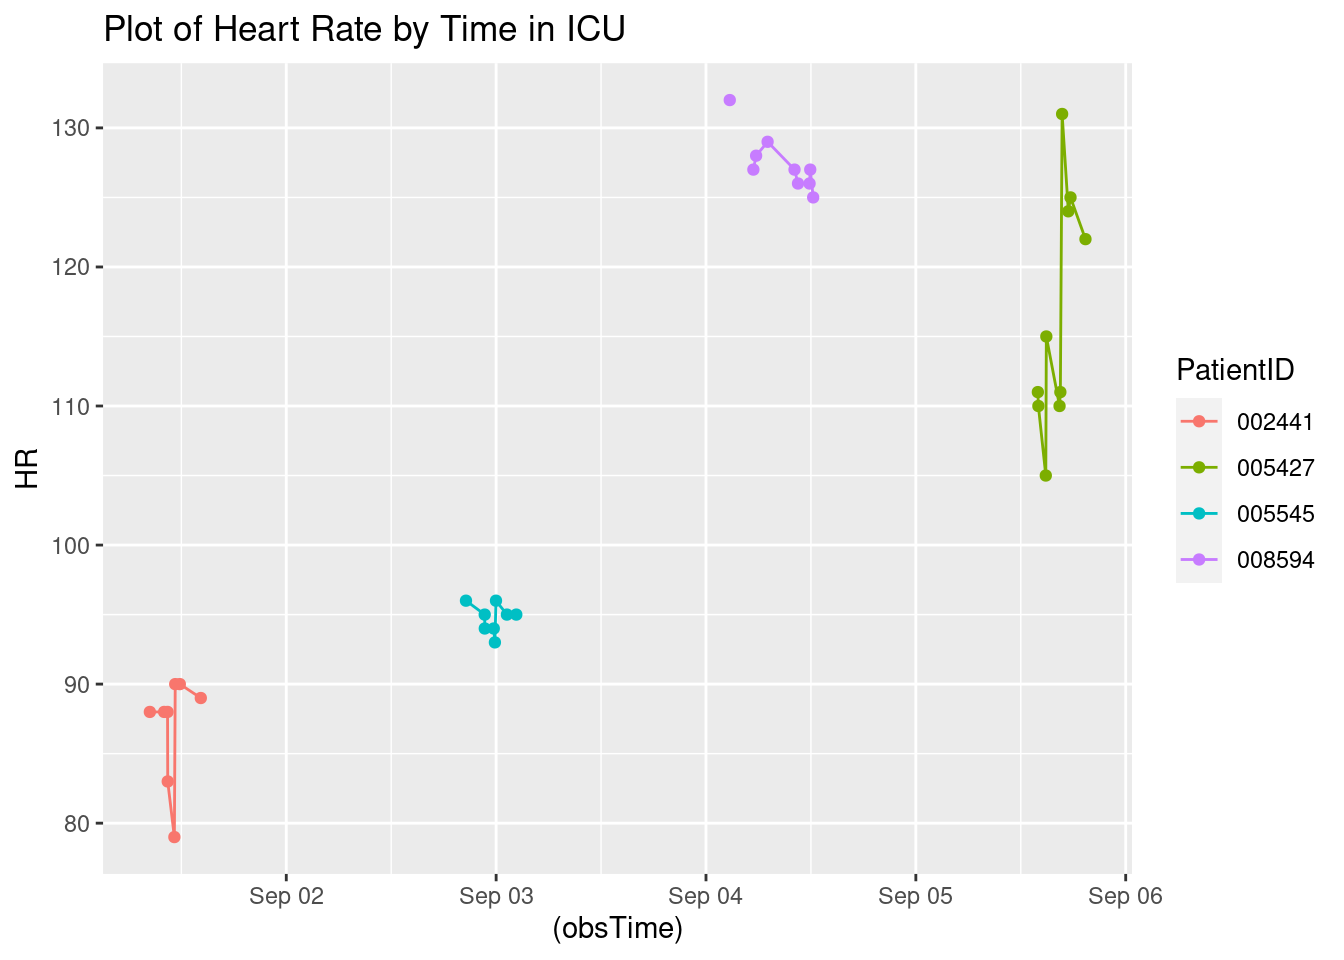 Plot of Heart Rate by Time in ICU
130
120
110
100
90
80
HR
Sep 02
Sep 03
Sep 04
Sep 05
Sep 06
(obsTime)
PatientID
002441
005427
005545
008594